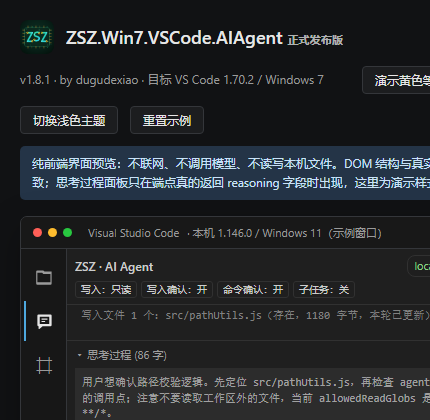 ZSZ
ZSZ.Win7.VSCode.AIAgent 正式发布版
v1.8.1 · by dugudexiao · 目标 VS Code 1.70.2 / Windows 7
演示黄色
切换浅色主题
重置示例
纯前端界面预览：不联网、不调用模型、不读写本机文件。DOM 结构与真
致；思考过程面板只在端点真的返回 reasoning 字段时出现，这里为演示样
Visual Studio Code · 本机 1.146.0 / Windows 11（示例窗口）
ZSZ · AI Agent
loca
写入：只读
写入确认：开
命令确认：开
子任务：关
写入文件 1 个：src/pathUtils.js（存在，1180 字节，本轮已更新）
思考过程 (86 字)
用户想确认路径校验逻辑。先定位 src/pathUtils.js，再检查 agent
的调用点；注意不要读取工作区外的文件，当前 allowedReadGlobs 是
**/*。